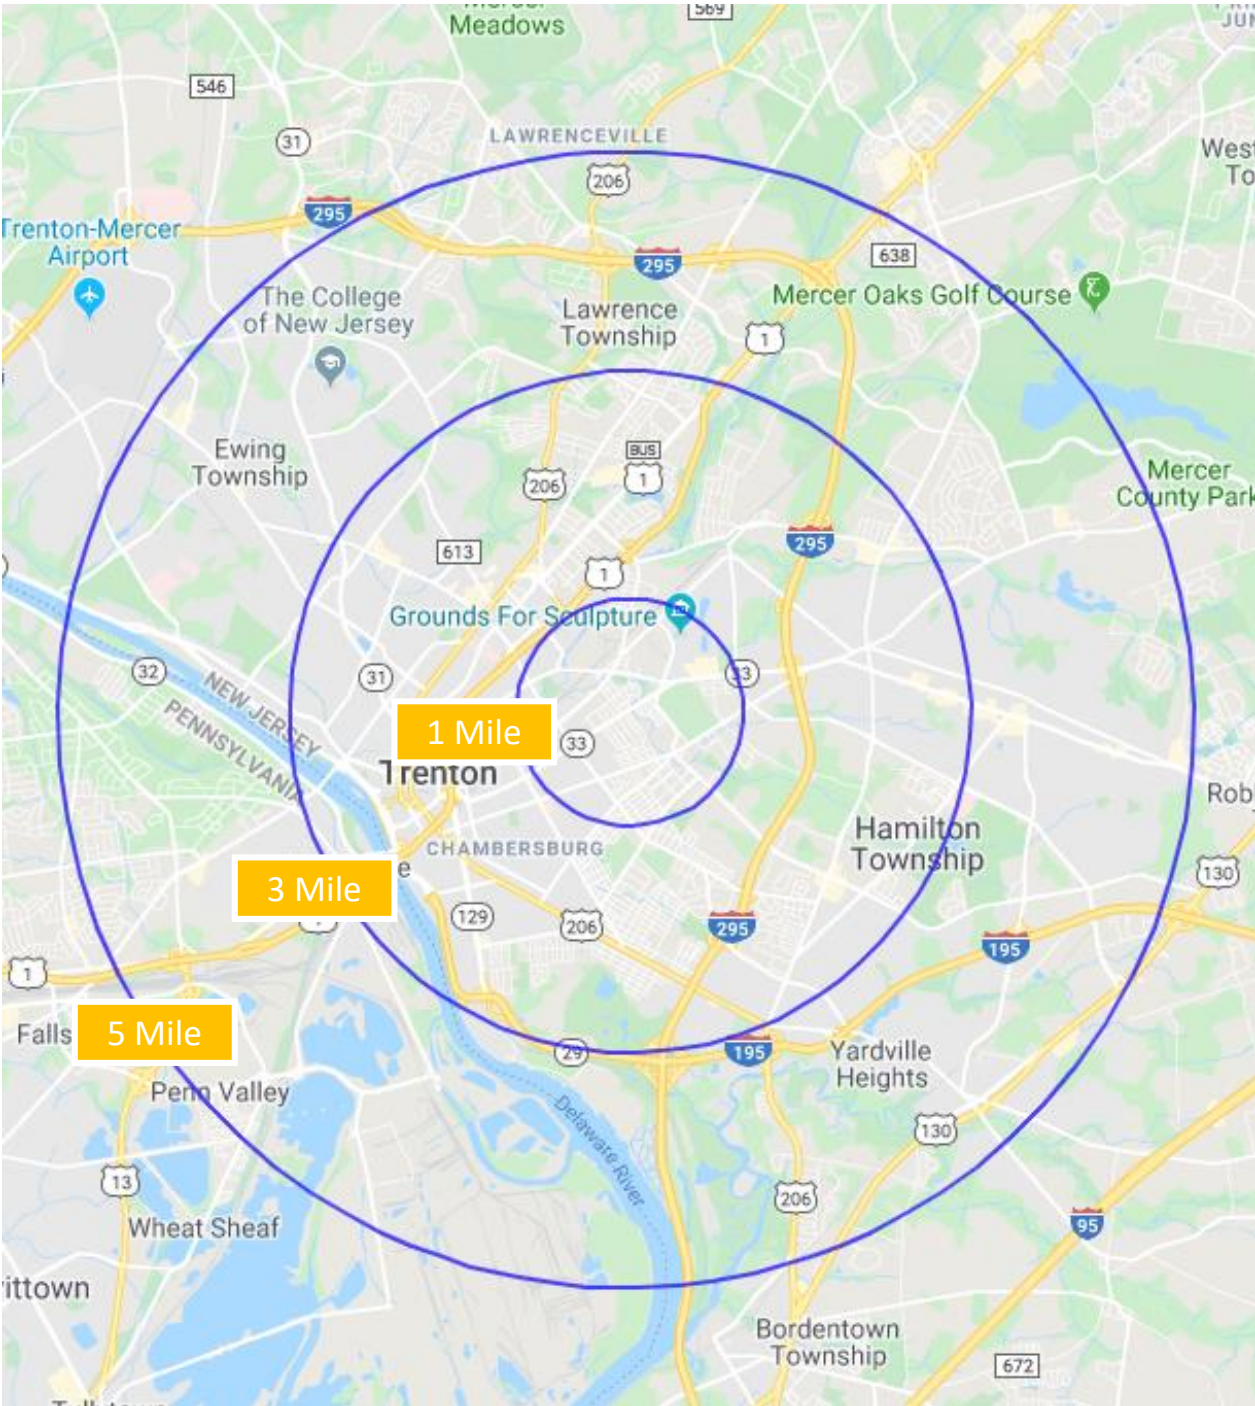 Meadows
569
546
31
LAWRENCEVILLE
206
West
To
295
Trenton-Mercer
Airport
295
638
The College
of New Jersey
Mercer Oaks Golf Course
Lawrence
Township
1
Ewing
Township
BUS
1
206
Mercer
County Park
613
295
1
Grounds For Sculpture
32
31
33
NEW JERSEY
PENNSYLVANIA
1 Mile
33
Trenton
Rob
Hamilton
Township
CHAMBERSBURG
e
3 Mile
130
129
206
295
195
1
Falls
5 Mile
29
195
Yardville
Heights
Penn Valley
Delaware River
130
13
206
95
Wheat Sheaf
ittown
Bordentown
Township
672